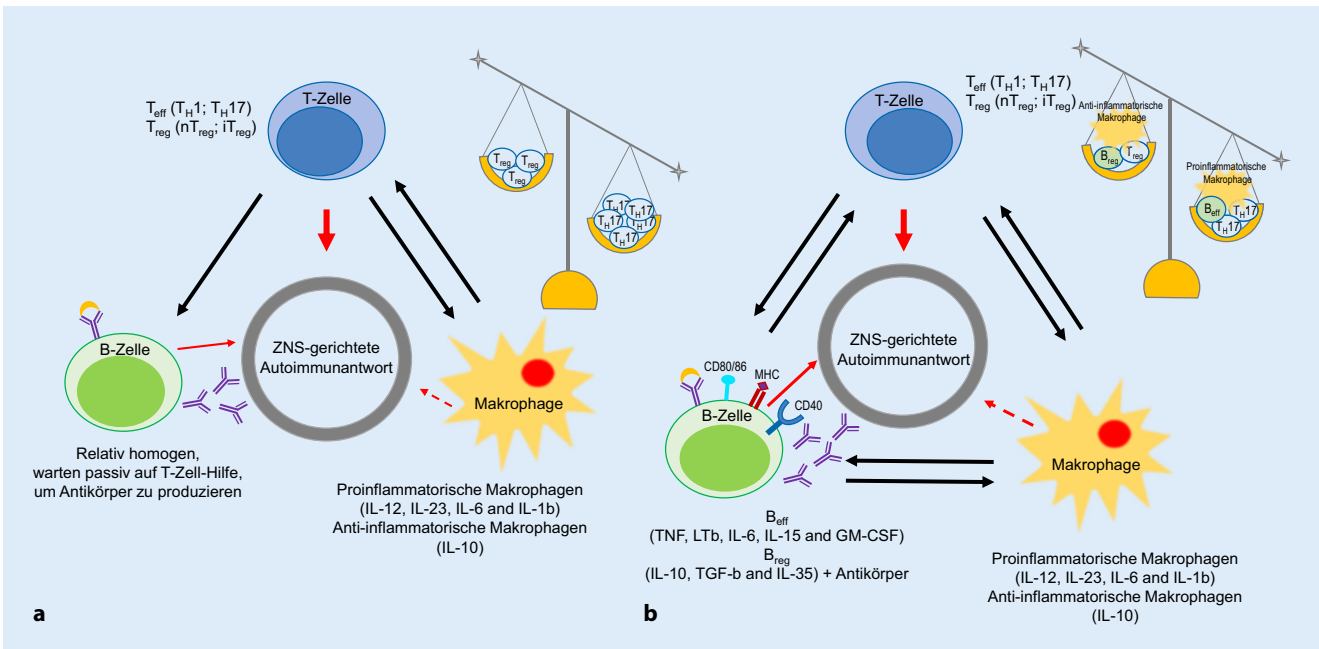 T-Zelle
Teff (TH1; TH17)
Treg (nTreg; iTreg)
Treg
Treg
Treg
TH17
TH17
TH17
TH17
B-Zelle
ZNS-gerichtete
Autoimmunantwort
Makrophage
Relativ homogen,
warten passiv auf T-Zell-Hilfe,
um Antikörper zu produzieren
Proinflammatorische Makrophagen
(IL-12, IL-23, IL-6 and IL-1b)
Anti-inflammatorische Makrophagen
(IL-10)
a
T-Zelle
Teff (TH1; TH17)
Treg (nTreg; iTreg)
Anti-inflammatorische
Makrophage
Breg
Treg
Proinflammatorische
Makrophage
Beff
TH17
TH17
ZNS-gerichtete
Autoimmunantwort
CD80/86
MHC
CD40
B-Zelle
Makrophage
Beff
(TNF, LTb, IL-6, IL-15 and GM-CSF)
Breg
(IL-10, TGF-b and IL-35) + Antikörper
Proinflammatorische Makrophagen
(IL-12, IL-23, IL-6 and IL-1b)
Anti-inflammatorische Makrophagen
(IL-10)
b